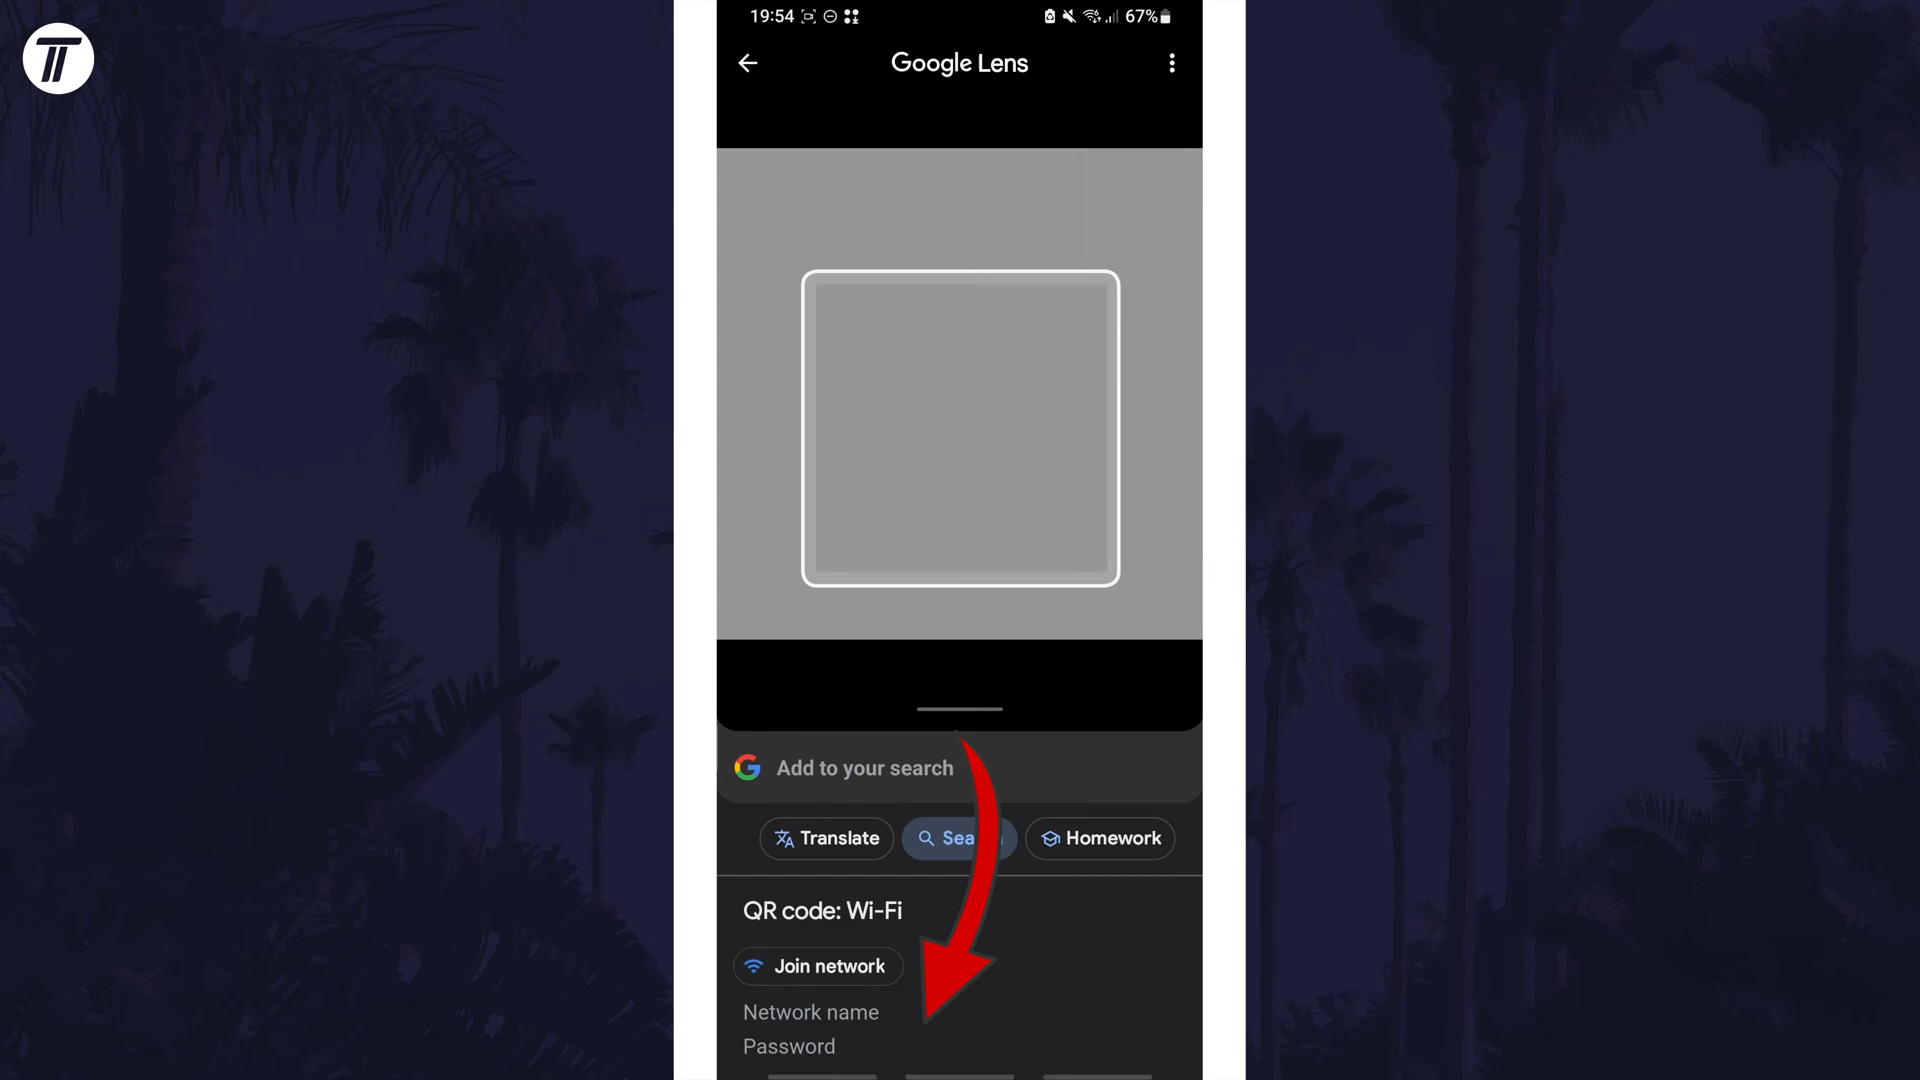 19:54
67%
Google Lens
Add to your search
Translate
Homework
QR code: Wi-Fi
Join network
Network name
Password